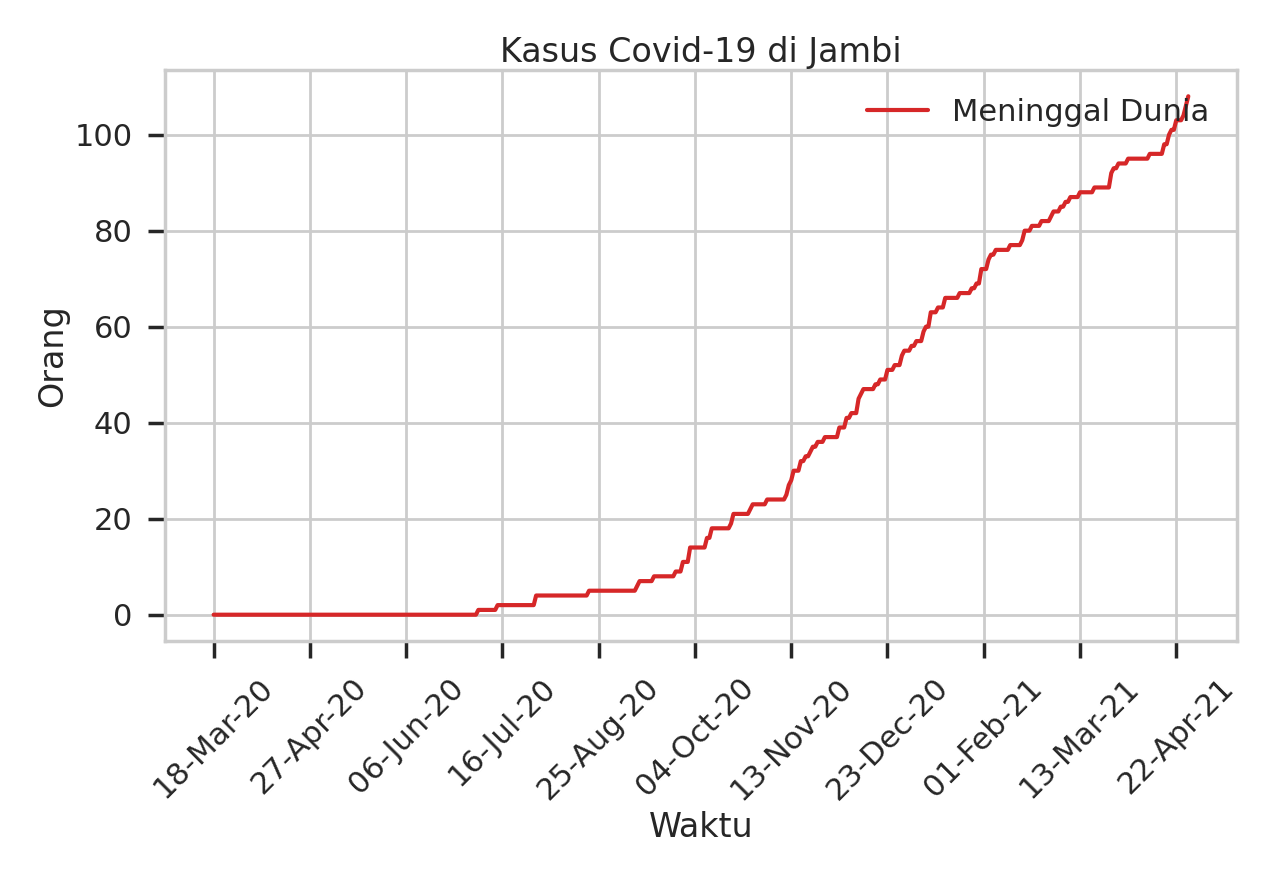 Kasus Covid-19 di Jambi
Meninggal Dunia
Orang
100
80
60
40
20
0
18-Mar-20
27-Apr-20
06-Jun-20
16-Jul-20
25-Aug-20
04-Oct-20
13-Nov-20
23-Dec-20
01-Feb-21
13-Mar-21
22-Apr-21
Waktu